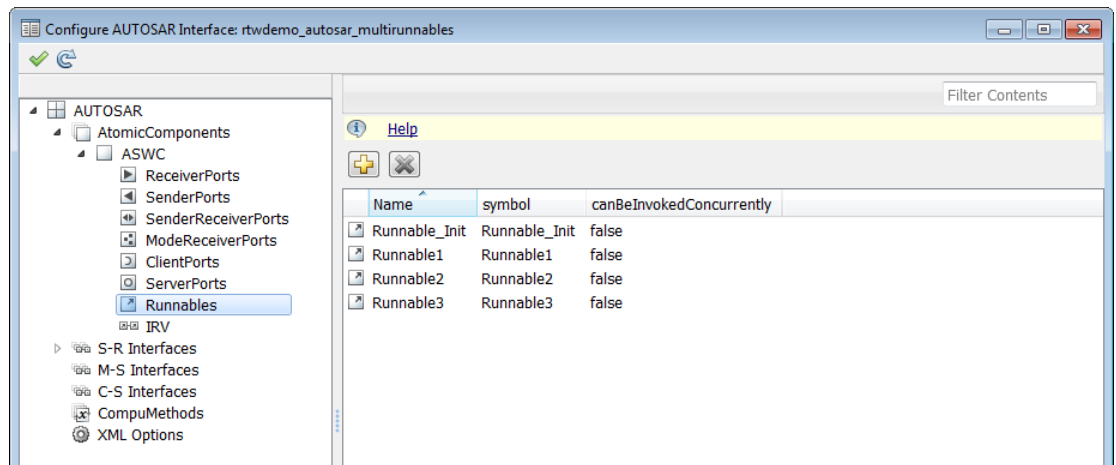 Configure AUTOSAR Interface: rtwdemo_autosar_multirunnables
Filter Contents
AUTOSAR
AtomicComponents
ASWC
ReceiverPorts
SenderPorts
SenderReceiverPorts
ModeReceiverPorts
ClientPorts
ServerPorts
Runnables
IRV
S-R Interfaces
M-S Interfaces
C-S Interfaces
CompuMethods
XML Options
Help
Name symbol canBeInvokedConcurrently
Runnable_Init Runnable_Init false
Runnable1 Runnable1 false
Runnable2 Runnable2 false
Runnable3 Runnable3 false